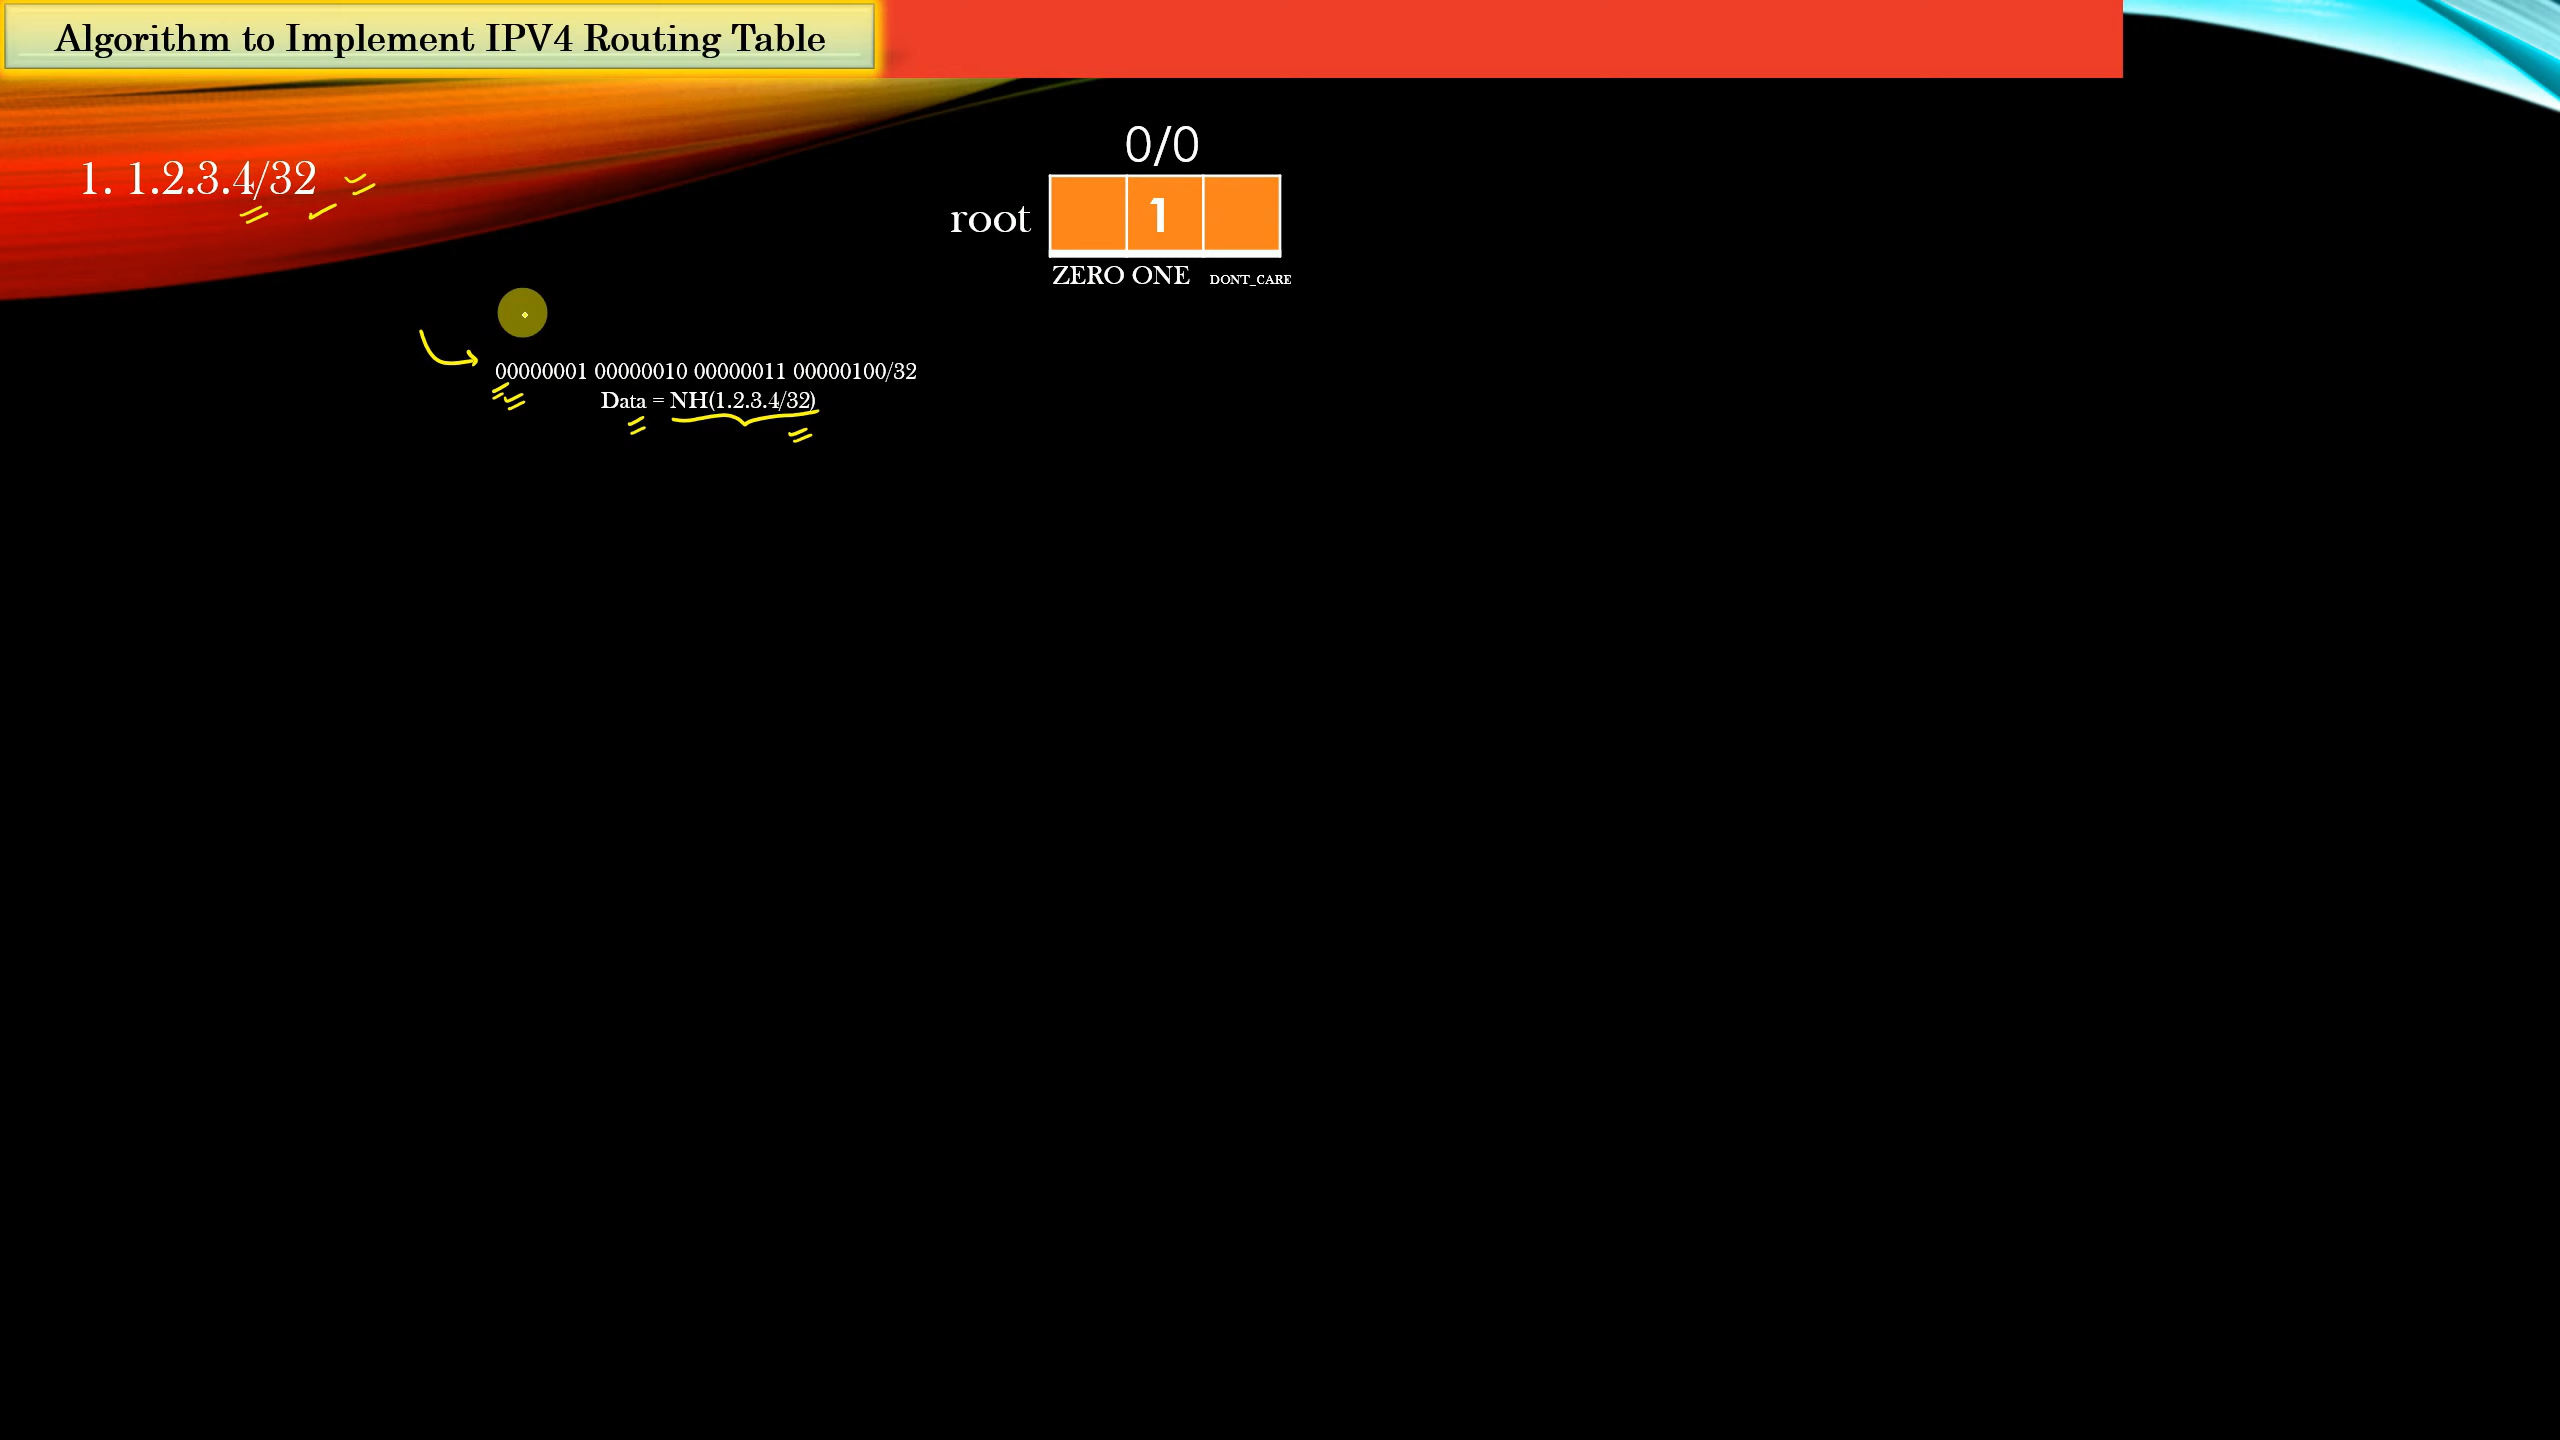 Algorithm to Implement IPV4 Routing Table
1. 1.2.3.4/32
0/0
root
1
ZERO ONE DONT_CARE
00000001 00000010 00000011 00000100/32
Data = NH(1.2.3.4/32)